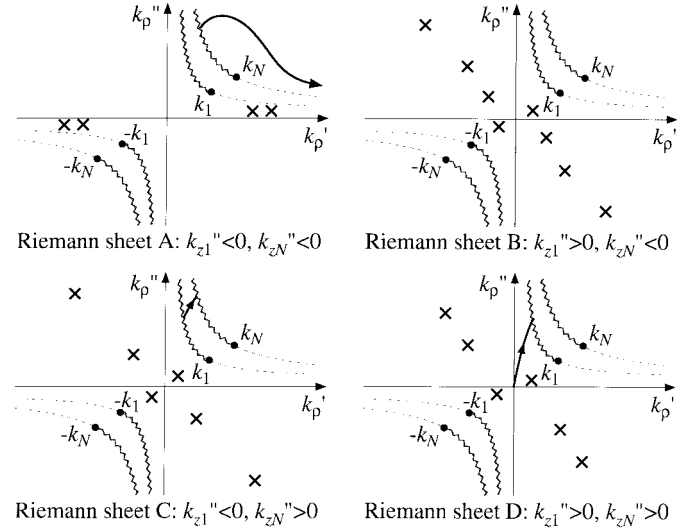 kρ''
kρ''
kN
kN
k1
k1
kρ'
kρ'
-k1
-k1
-kN
-kN
Riemann sheet A: kz1''<0, kzN''<0
Riemann sheet B: kz1''>0, kzN''<0
kρ''
kρ''
kN
kN
k1
k1
kρ'
kρ'
-k1
-k1
-kN
-kN
Riemann sheet C: kz1''<0, kzN''>0
Riemann sheet D: kz1''>0, kzN''>0